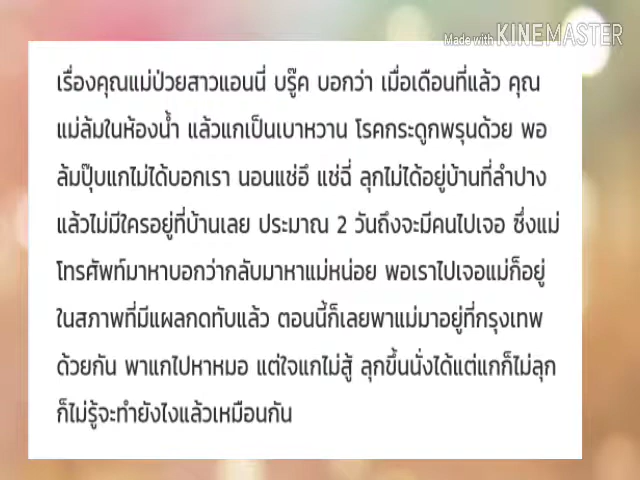 Made with KINEMASTER
เรื่องคุณแม่ป่วยสาวแอนนี่ บรู๊ค บอกว่า เมื่อเดือนที่แล้ว คุณ
แม่ล้มในห้องน้ำ แล้วแกเป็นเบาหวาน โรคกระดูกพรุนด้วย พอ
ล้มปุ๊บแกไม่ได้บอกเรา นอนแช่อึ แช่ฉี่ ลุกไม่ได้อยู่บ้านที่ลำปาง
แล้วไม่มีใครอยู่ที่บ้านเลย ประมาณ 2 วันถึงจะมีคนไปเจอ ซึ่งแม่
โทรศัพท์มาหาบอกว่ากลับมาหาแม่หน่อย พอเราไปเจอแม่ก็อยู่
ในสภาพที่มีแผลกดทับแล้ว ตอนนี้ก็เลยพาแม่มาอยู่ที่กรุงเทพ
ด้วยกัน พาแกไปหาหมอ แต่ใจแกไม่สู้ ลุกขึ้นนั่งได้แต่แกก็ไม่ลุก
ก็ไม่รู้จะทำยังไงแล้วเหมือนกัน